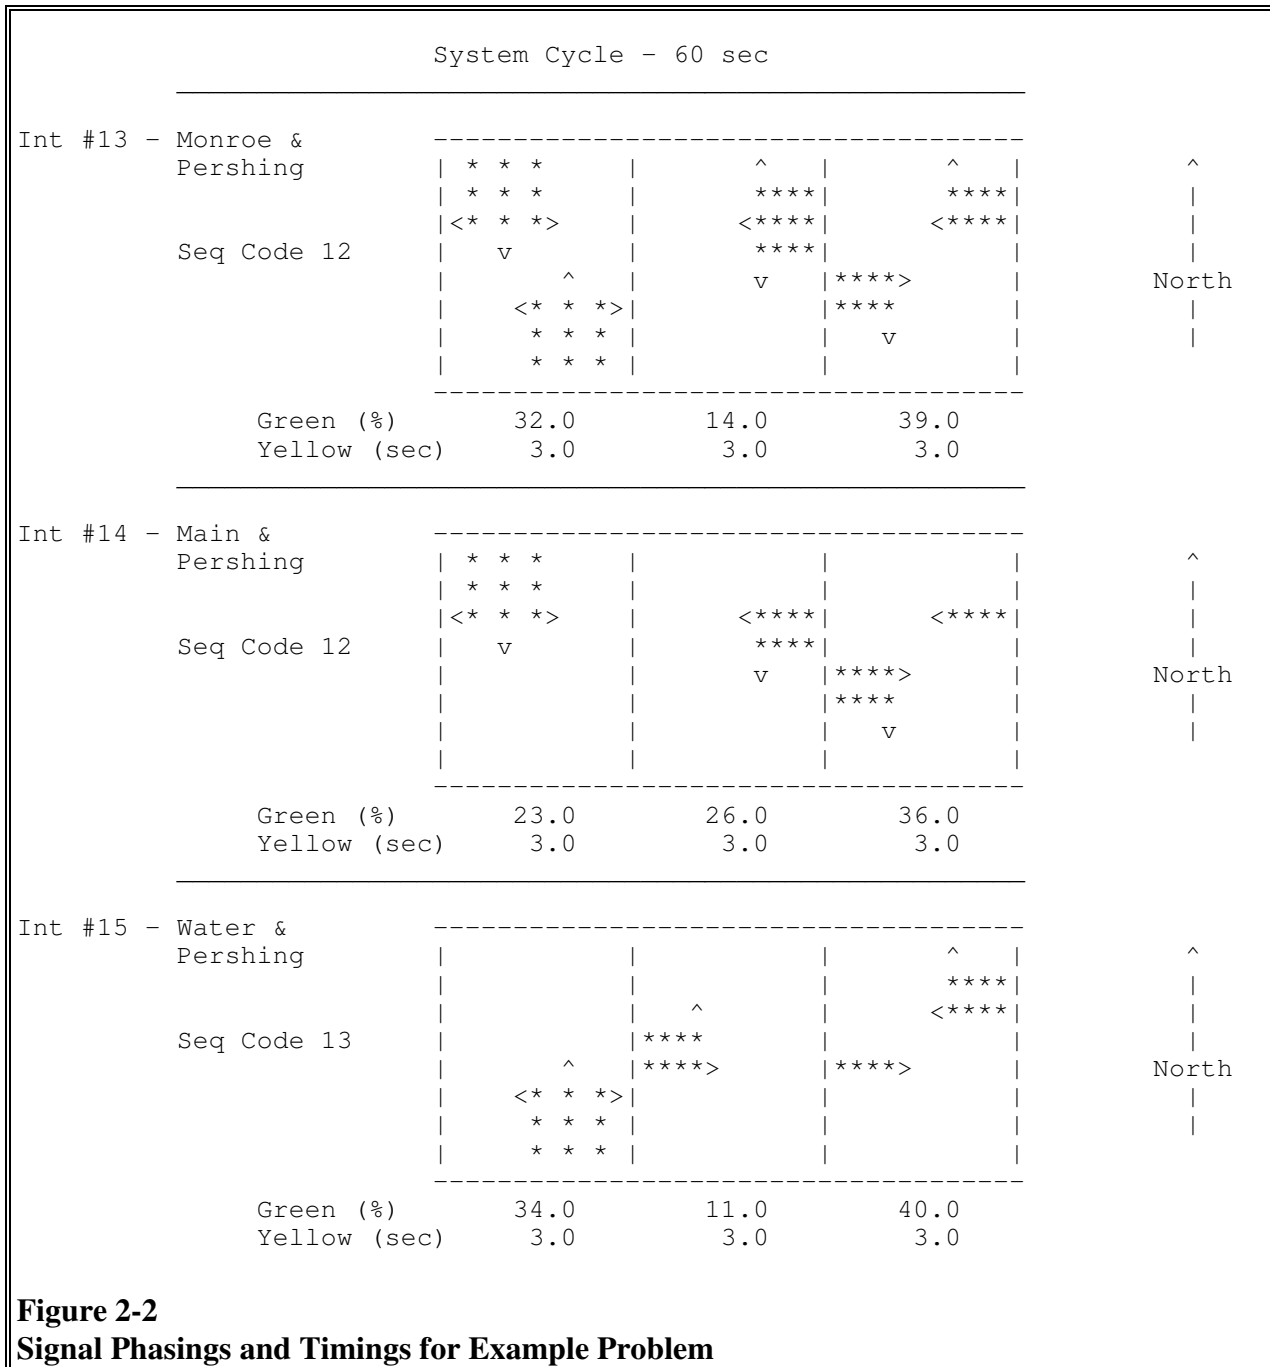 System Cycle - 60 sec
Int #13 - Monroe &    -------------------------------------
          Pershing    | * * *     |       ^   |       ^   |          ^
                      | * * *     |       ****|       ****|          |
                      |<* * *>    |      <****|      <****|          |
          Seq Code 12 |   v       |       ****|           |          |
                      |       ^   |       v   |****>      |        North
                      |    <* * *>|           |****       |          |
                      |     * * * |           |   v       |          |
                      |     * * * |           |           |
                      -------------------------------------
               Green (%)     32.0        14.0        39.0
               Yellow (sec)   3.0         3.0         3.0
Int #14 - Main &      -------------------------------------
          Pershing    | * * *     |           |           |          ^
                      | * * *     |           |           |          |
                      |<* * *>    |      <****|      <****|          |
          Seq Code 12 |   v       |       ****|           |          |
                      |           |       v   |****>      |        North
                      |           |           |****       |          |
                      |           |           |   v       |          |
                      |           |           |           |
                      -------------------------------------
               Green (%)     23.0        26.0        36.0
               Yellow (sec)   3.0         3.0         3.0
Int #15 - Water &     -------------------------------------
          Pershing    |           |           |       ^   |          ^
                      |           |           |       ****|          |
                      |           |   ^       |      <****|          |
          Seq Code 13 |           |****       |           |          |
                      |       ^   |****>      |****>      |        North
                      |    <* * *>|           |           |          |
                      |     * * * |           |           |          |
                      |     * * * |           |           |
                      -------------------------------------
               Green (%)     34.0        11.0        40.0
               Yellow (sec)   3.0         3.0         3.0
Figure 2-2
Signal Phasings and Timings for Example Problem